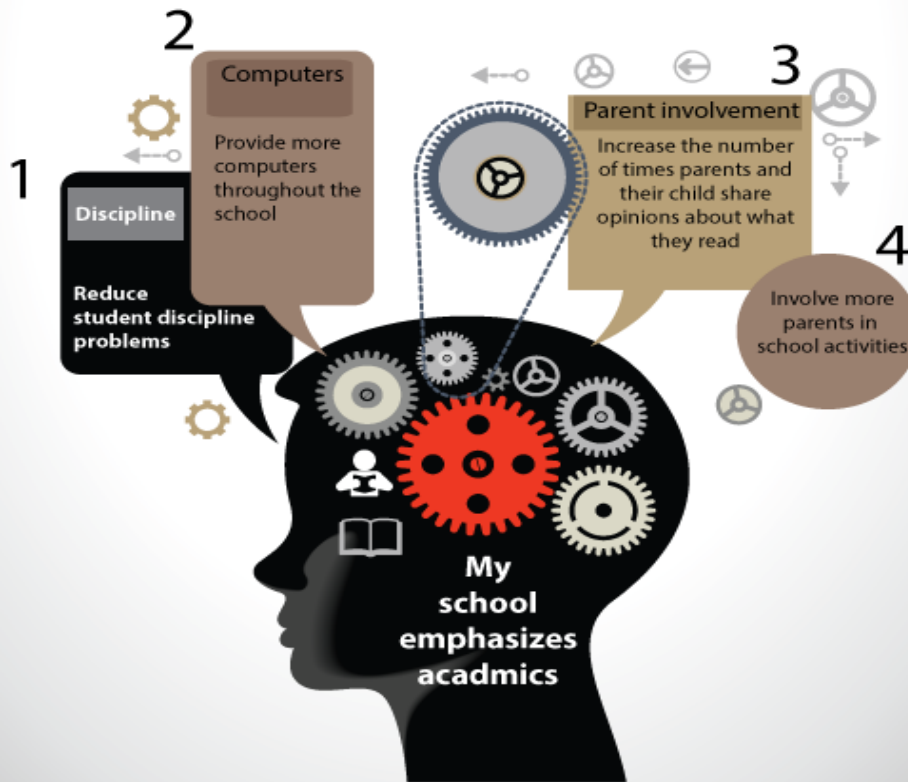 1
Discipline
Reduce
student discipline
problems
2
Computers
Provide more
computers
throughout the
school
3
Parent involvement
Increase the number
of times parents and
their child share
opinions about what
they read
4
Involve more
parents in
school activities
My
school
emphasizes
acadmics